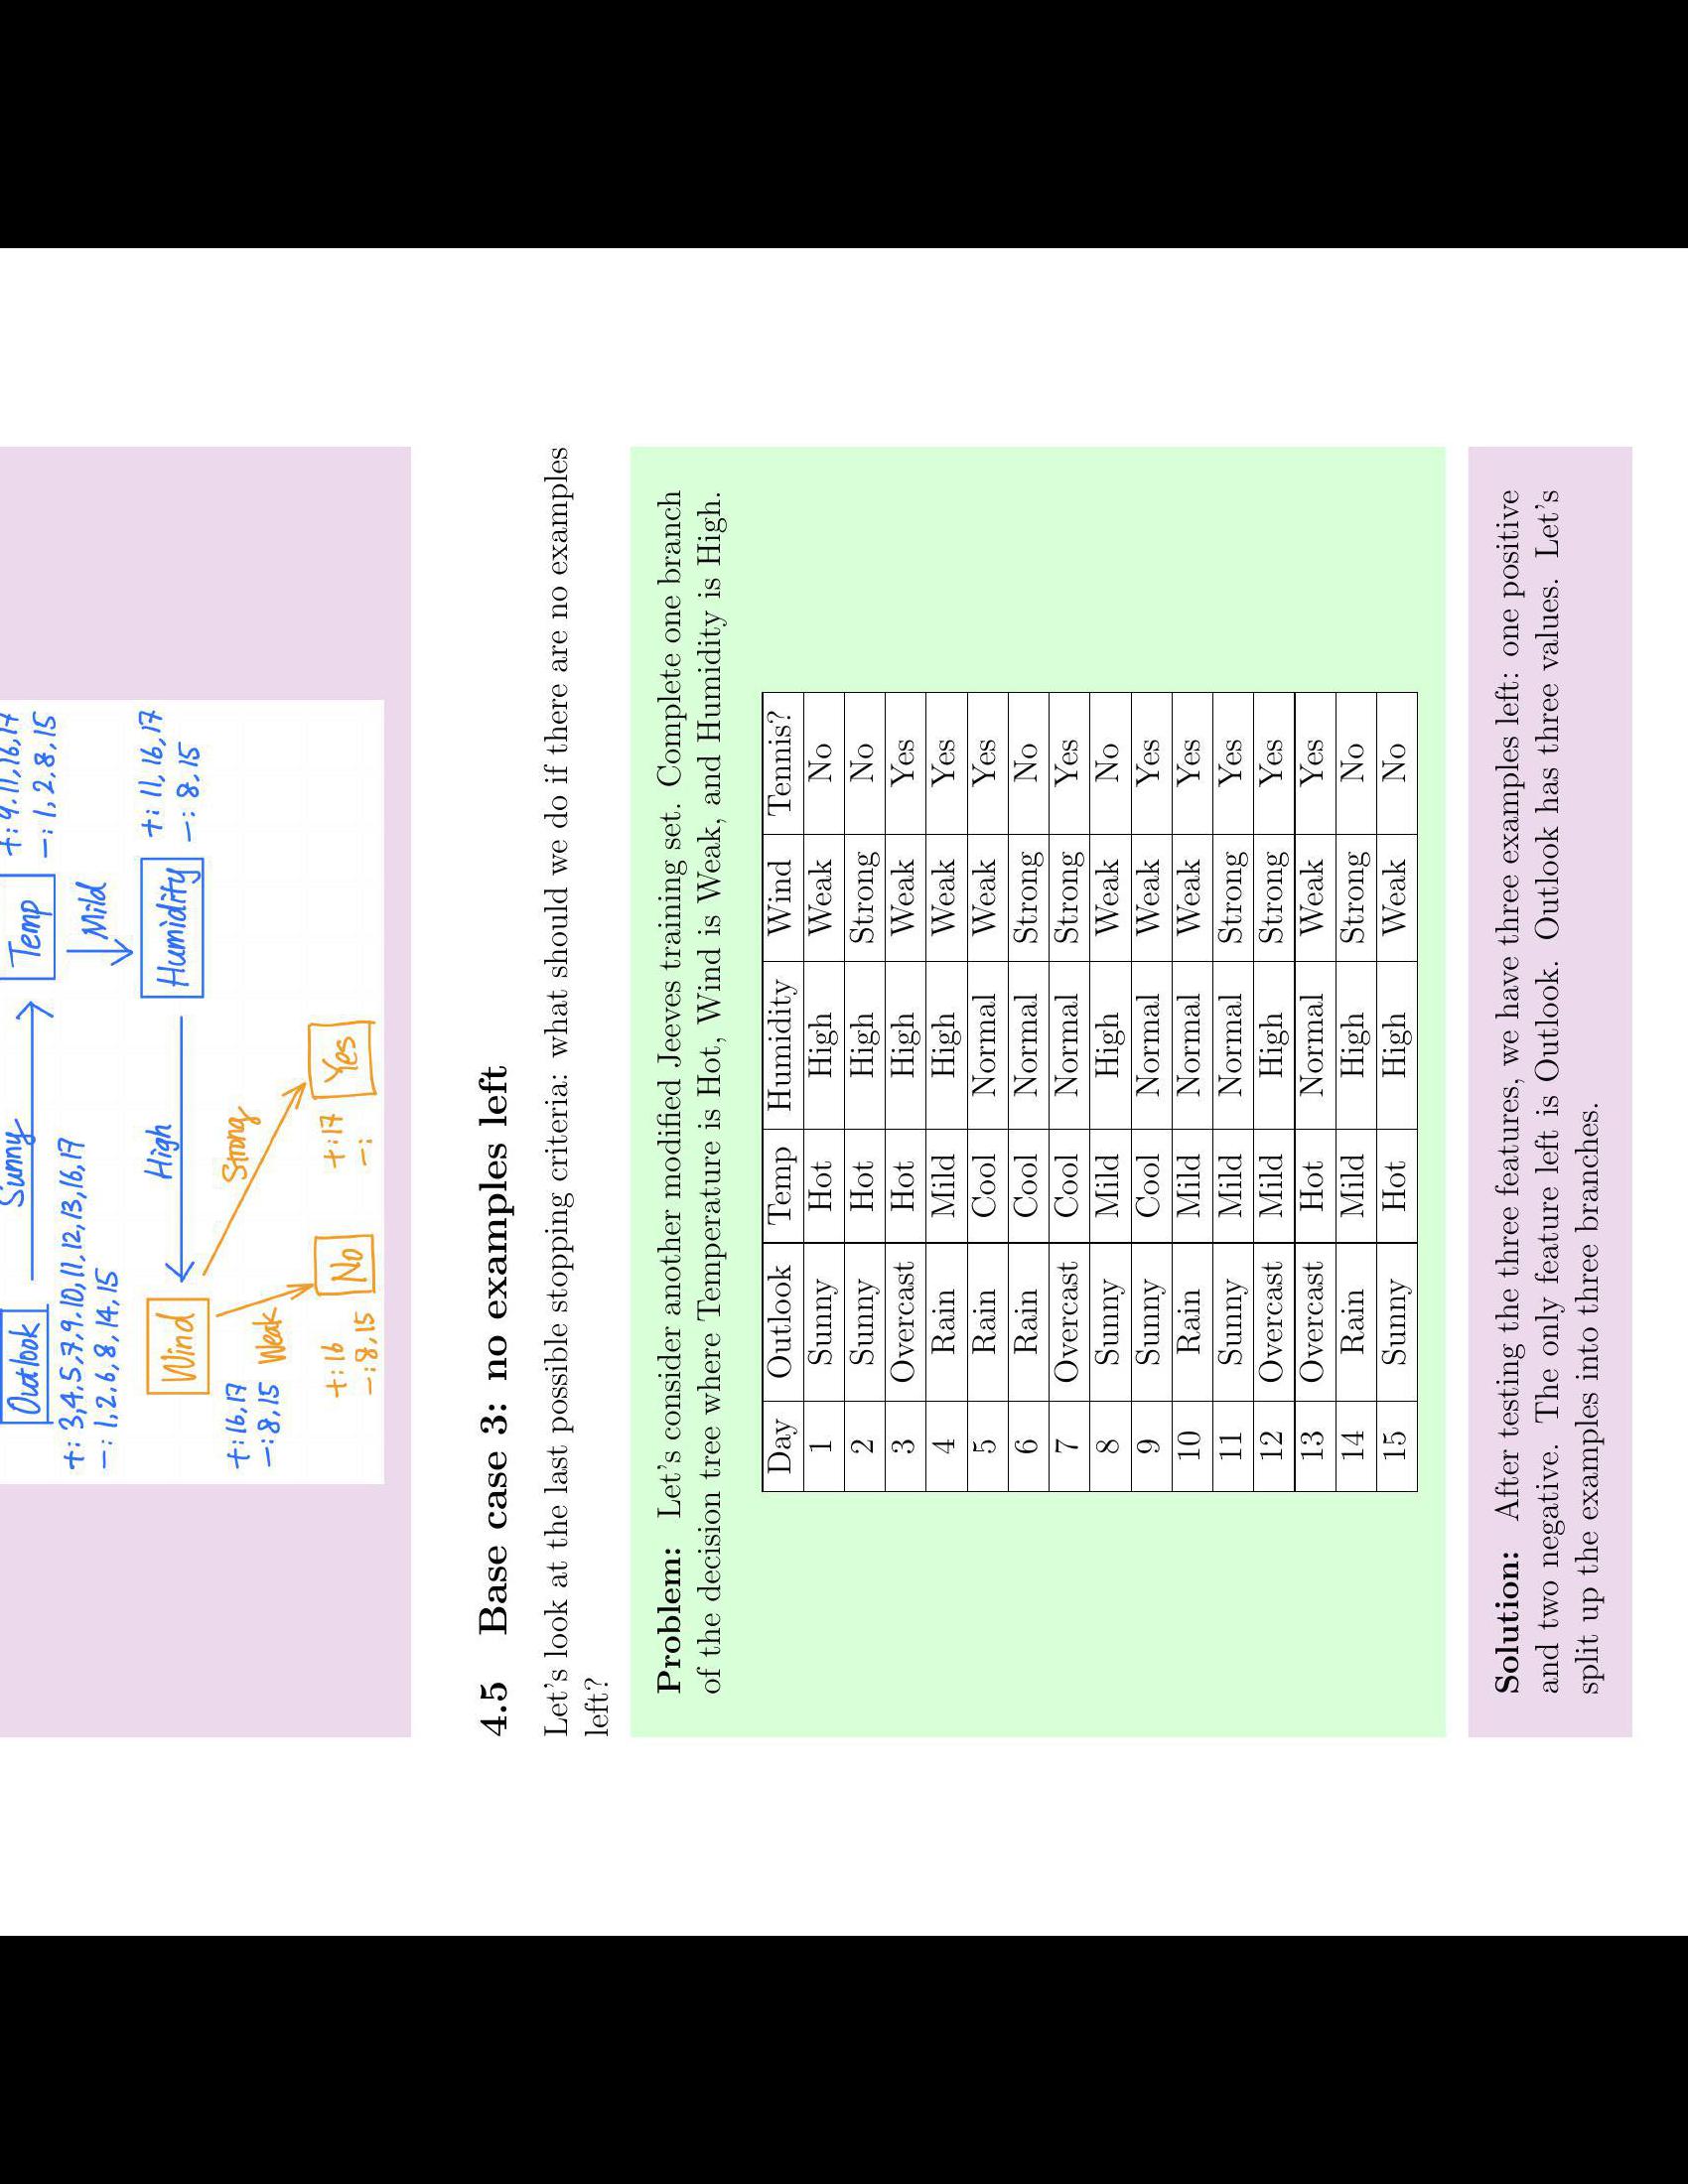 Outlook
+: 3,4,5,7,9,10,11,12,13,16,17
−: 1,2,6,8,14,15
Sunny
Temp
+: 9,11,16,17
−: 1,2,8,15
Mild
Humidity
+: 11,16,17
−: 8,15
High
Wind
+: 16,17
−: 8,15
Weak
Strong
+: 16
−: 8,15
No
+: 17
−:
Yes
4.5 Base case 3: no examples left
Let's look at the last possible stopping criteria: what should we do if there are no examples
left?
Problem: Let's consider another modified Jeeves training set. Complete one branch
of the decision tree where Temperature is Hot, Wind is Weak, and Humidity is High.
Day Outlook Temp Humidity Wind Tennis?
1 Sunny Hot High Weak No
2 Sunny Hot High Strong No
3 Overcast Hot High Weak Yes
4 Rain Mild High Weak Yes
5 Rain Cool Normal Weak Yes
6 Rain Cool Normal Strong No
7 Overcast Cool Normal Strong Yes
8 Sunny Mild High Weak No
9 Sunny Cool Normal Weak Yes
10 Rain Mild Normal Weak Yes
11 Sunny Mild Normal Strong Yes
12 Overcast Mild High Strong Yes
13 Overcast Hot Normal Weak Yes
14 Rain Mild High Strong No
15 Sunny Hot High Weak No
Solution: After testing the three features, we have three examples left: one positive
and two negative. The only feature left is Outlook. Outlook has three values. Let's
split up the examples into three branches.